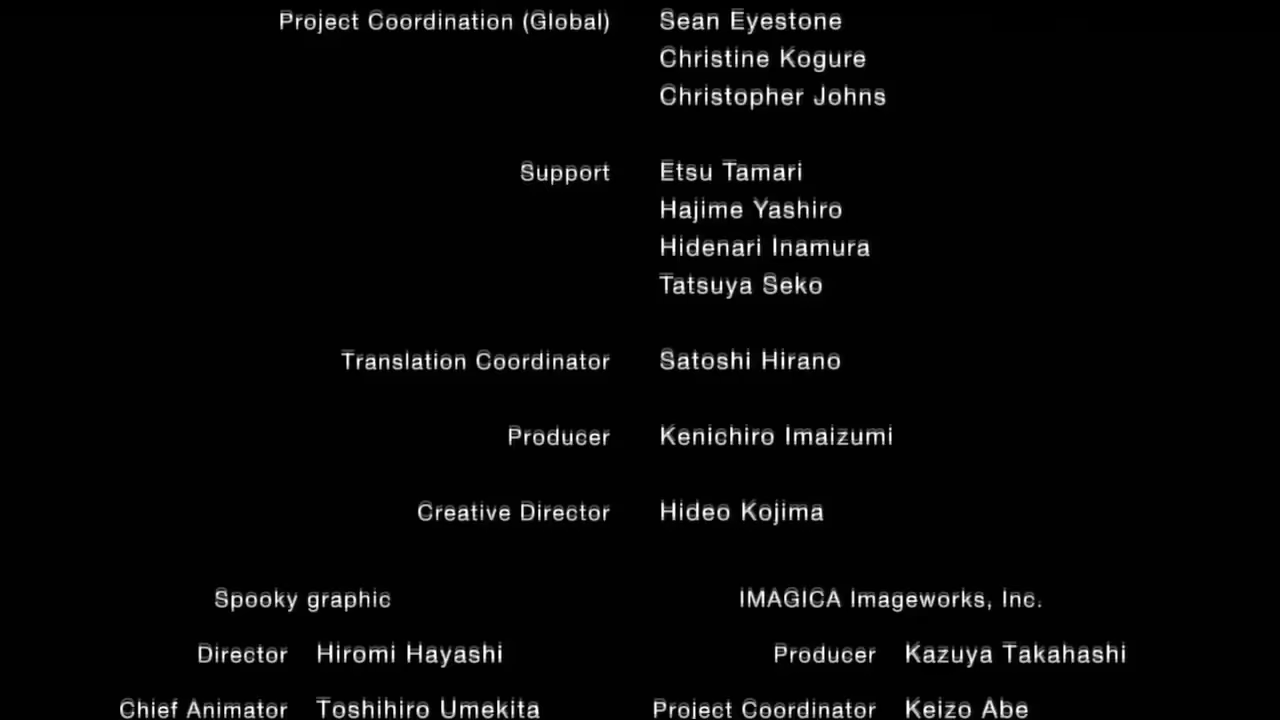 Project Coordination (Global) Sean Eyestone
Christine Kogure
Christopher Johns
Support Etsu Tamari
Hajime Yashiro
Hidenari Inamura
Tatsuya Seko
Translation Coordinator Satoshi Hirano
Producer Kenichiro Imaizumi
Creative Director Hideo Kojima
Spooky graphic IMAGICA Imageworks, Inc.
Director Hiromi Hayashi Producer Kazuya Takahashi
Chief Animator Toshihiro Umekita Project Coordinator Keizo Abe